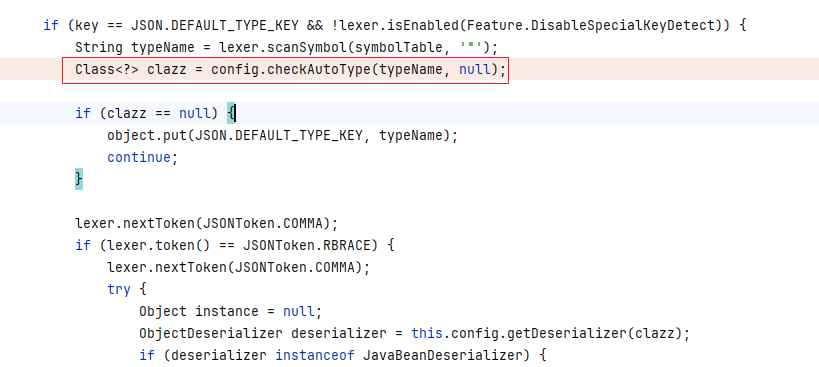 if (key == JSON.DEFAULT_TYPE_KEY && !lexer.isEnabled(Feature.DisableSpecialKeyDetect)) {
    String typeName = lexer.scanSymbol(symbolTable, '"');
    Class<?> clazz = config.checkAutoType(typeName, null);
    if (clazz == null) {
        object.put(JSON.DEFAULT_TYPE_KEY, typeName);
        continue;
    }
    lexer.nextToken(JSONToken.COMMA);
    if (lexer.token() == JSONToken.RBRACE) {
        lexer.nextToken(JSONToken.COMMA);
        try {
            Object instance = null;
            ObjectDeserializer deserializer = this.config.getDeserializer(clazz);
            if (deserializer instanceof JavaBeanDeserializer) {